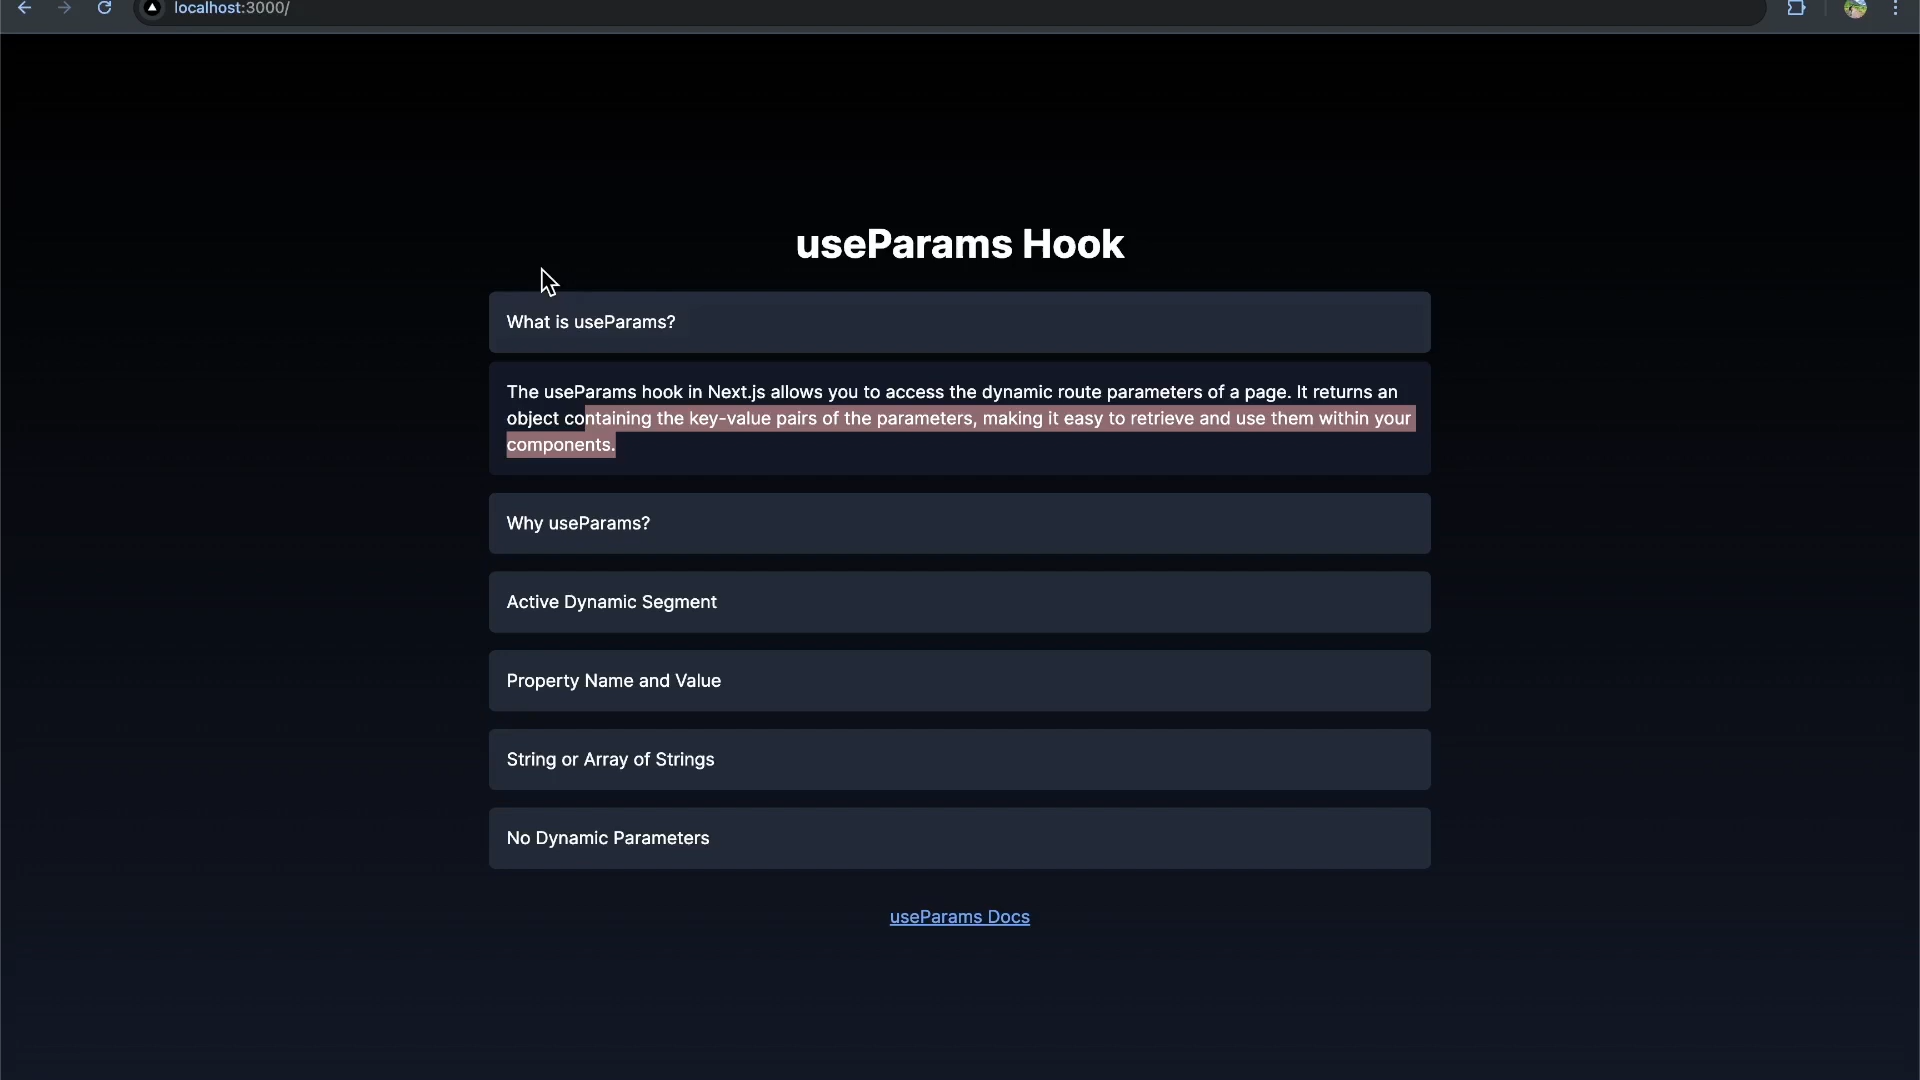 localhost:3000/
useParams Hook
What is useParams?
The useParams hook in Next.js allows you to access the dynamic route parameters of a page. It returns an
object containing the key-value pairs of the parameters, making it easy to retrieve and use them within your
components.
Why useParams?
Active Dynamic Segment
Property Name and Value
String or Array of Strings
No Dynamic Parameters
useParams Docs